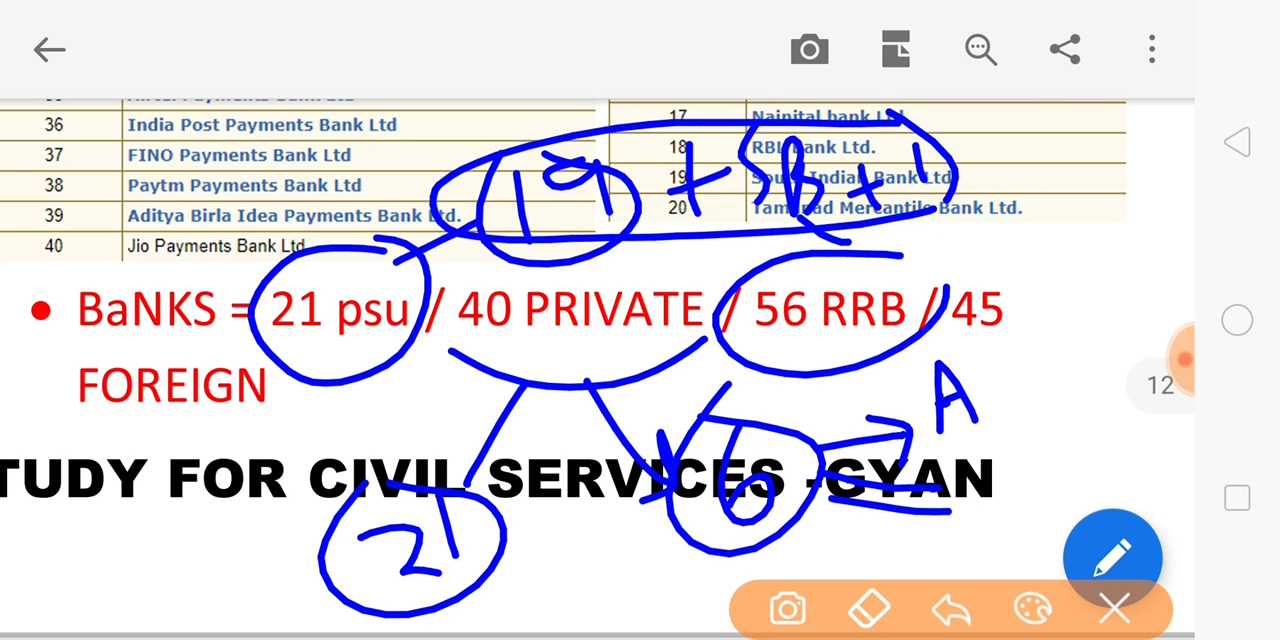 36 India Post Payments Bank Ltd
37 FINO Payments Bank Ltd
38 Paytm Payments Bank Ltd
39 Aditya Birla Idea Payments Bank Ltd.
40 Jio Payments Bank Ltd
17 Nainital bank Ltd.
18 RBL Bank Ltd.
19 South Indian Bank Ltd
20 Tamilnad Mercantile Bank Ltd.
19 + SB + 1
• BaNKS = 21 psu / 40 PRIVATE / 56 RRB / 45
FOREIGN
A
TUDY FOR CIVIL SERVICES -GYAN
6
12